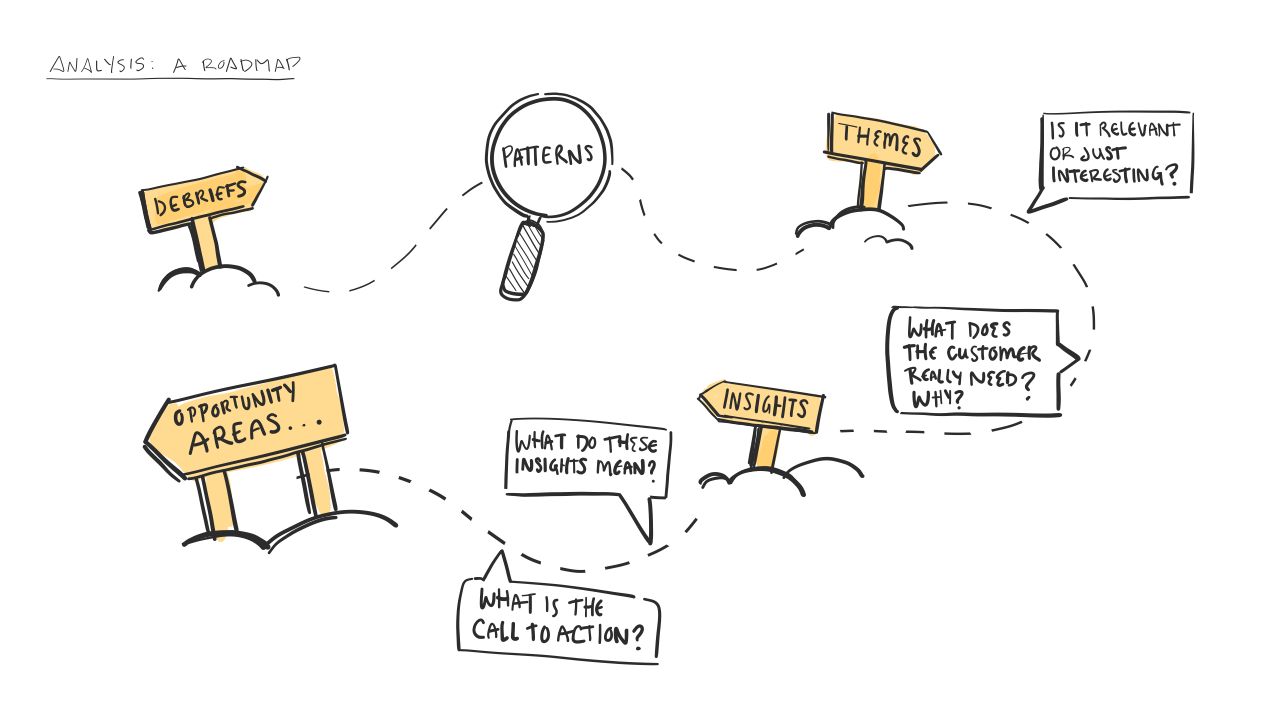 ANALYSIS: A ROADMAP
DEBRIEFS
PATTERNS
THEMES
IS IT RELEVANT
OR JUST
INTERESTING?
WHAT DOES
THE CUSTOMER
REALLY NEED?
WHY?
INSIGHTS
WHAT DO THESE
INSIGHTS MEAN?
WHAT IS THE
CALL TO ACTION?
OPPORTUNITY
AREAS...